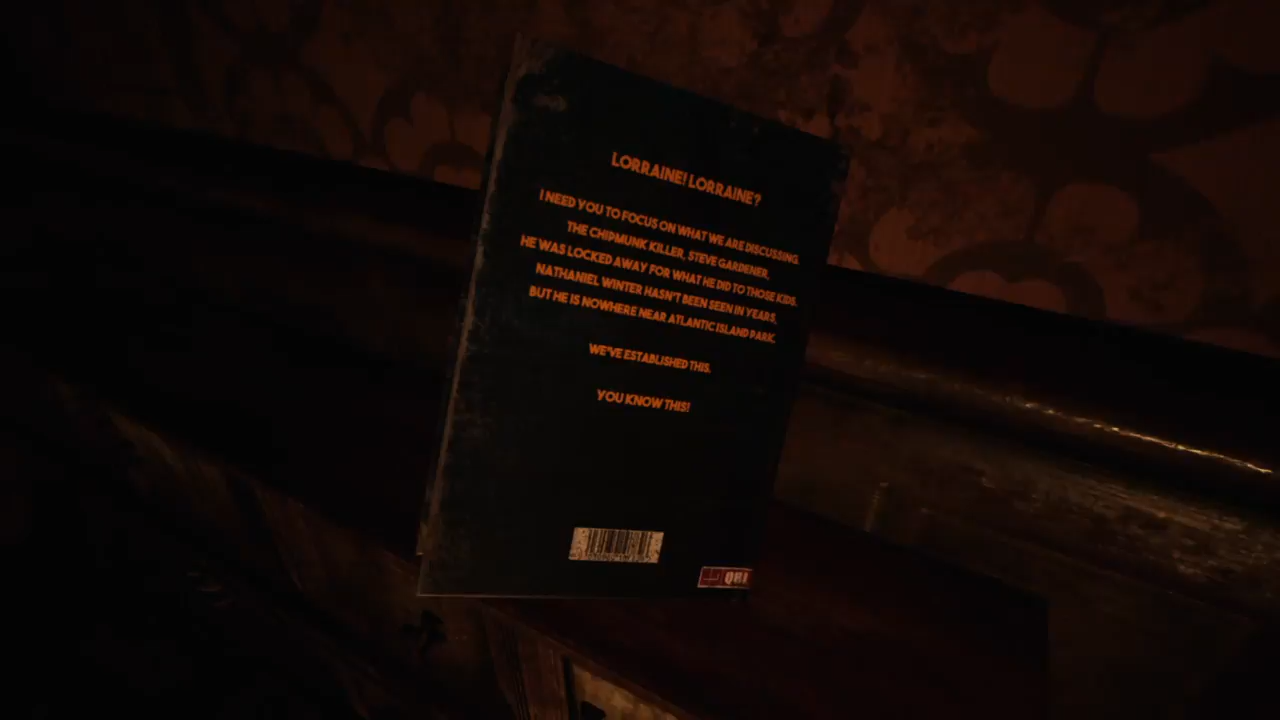 LORRAINE! LORRAINE?
I NEED YOU TO FOCUS ON WHAT WE ARE DISCUSSING.
THE CHIPMUNK KILLER, STEVE GARDENER,
HE WAS LOCKED AWAY FOR WHAT HE DID TO THOSE KIDS.
NATHANIEL WINTER HASN'T BEEN SEEN IN YEARS,
BUT HE IS NOWHERE NEAR ATLANTIC ISLAND PARK.
WE'VE ESTABLISHED THIS.
YOU KNOW THIS!